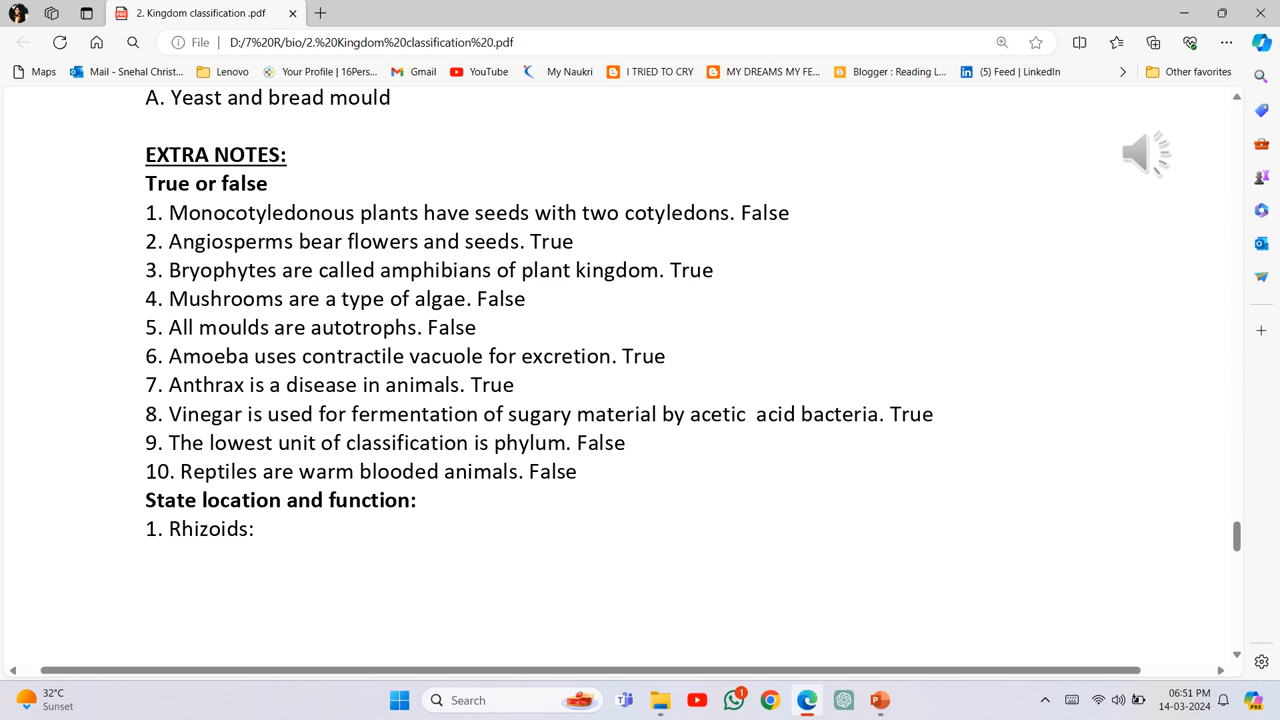 2. Kingdom classification .pdf
File D:/7%20R/bio/2.%20Kingdom%20classification%20.pdf
Maps Mail - Snehal Christ... Lenovo Your Profile | 16Pers... Gmail YouTube My Naukri I TRIED TO CRY MY DREAMS MY FE... Blogger : Reading L... (5) Feed | LinkedIn Other favorites
A. Yeast and bread mould
EXTRA NOTES:
True or false
1. Monocotyledonous plants have seeds with two cotyledons. False
2. Angiosperms bear flowers and seeds. True
3. Bryophytes are called amphibians of plant kingdom. True
4. Mushrooms are a type of algae. False
5. All moulds are autotrophs. False
6. Amoeba uses contractile vacuole for excretion. True
7. Anthrax is a disease in animals. True
8. Vinegar is used for fermentation of sugary material by acetic  acid bacteria. True
9. The lowest unit of classification is phylum. False
10. Reptiles are warm blooded animals. False
State location and function:
1. Rhizoids:
32°C
Sunset
Search
1
06:51 PM
14-03-2024